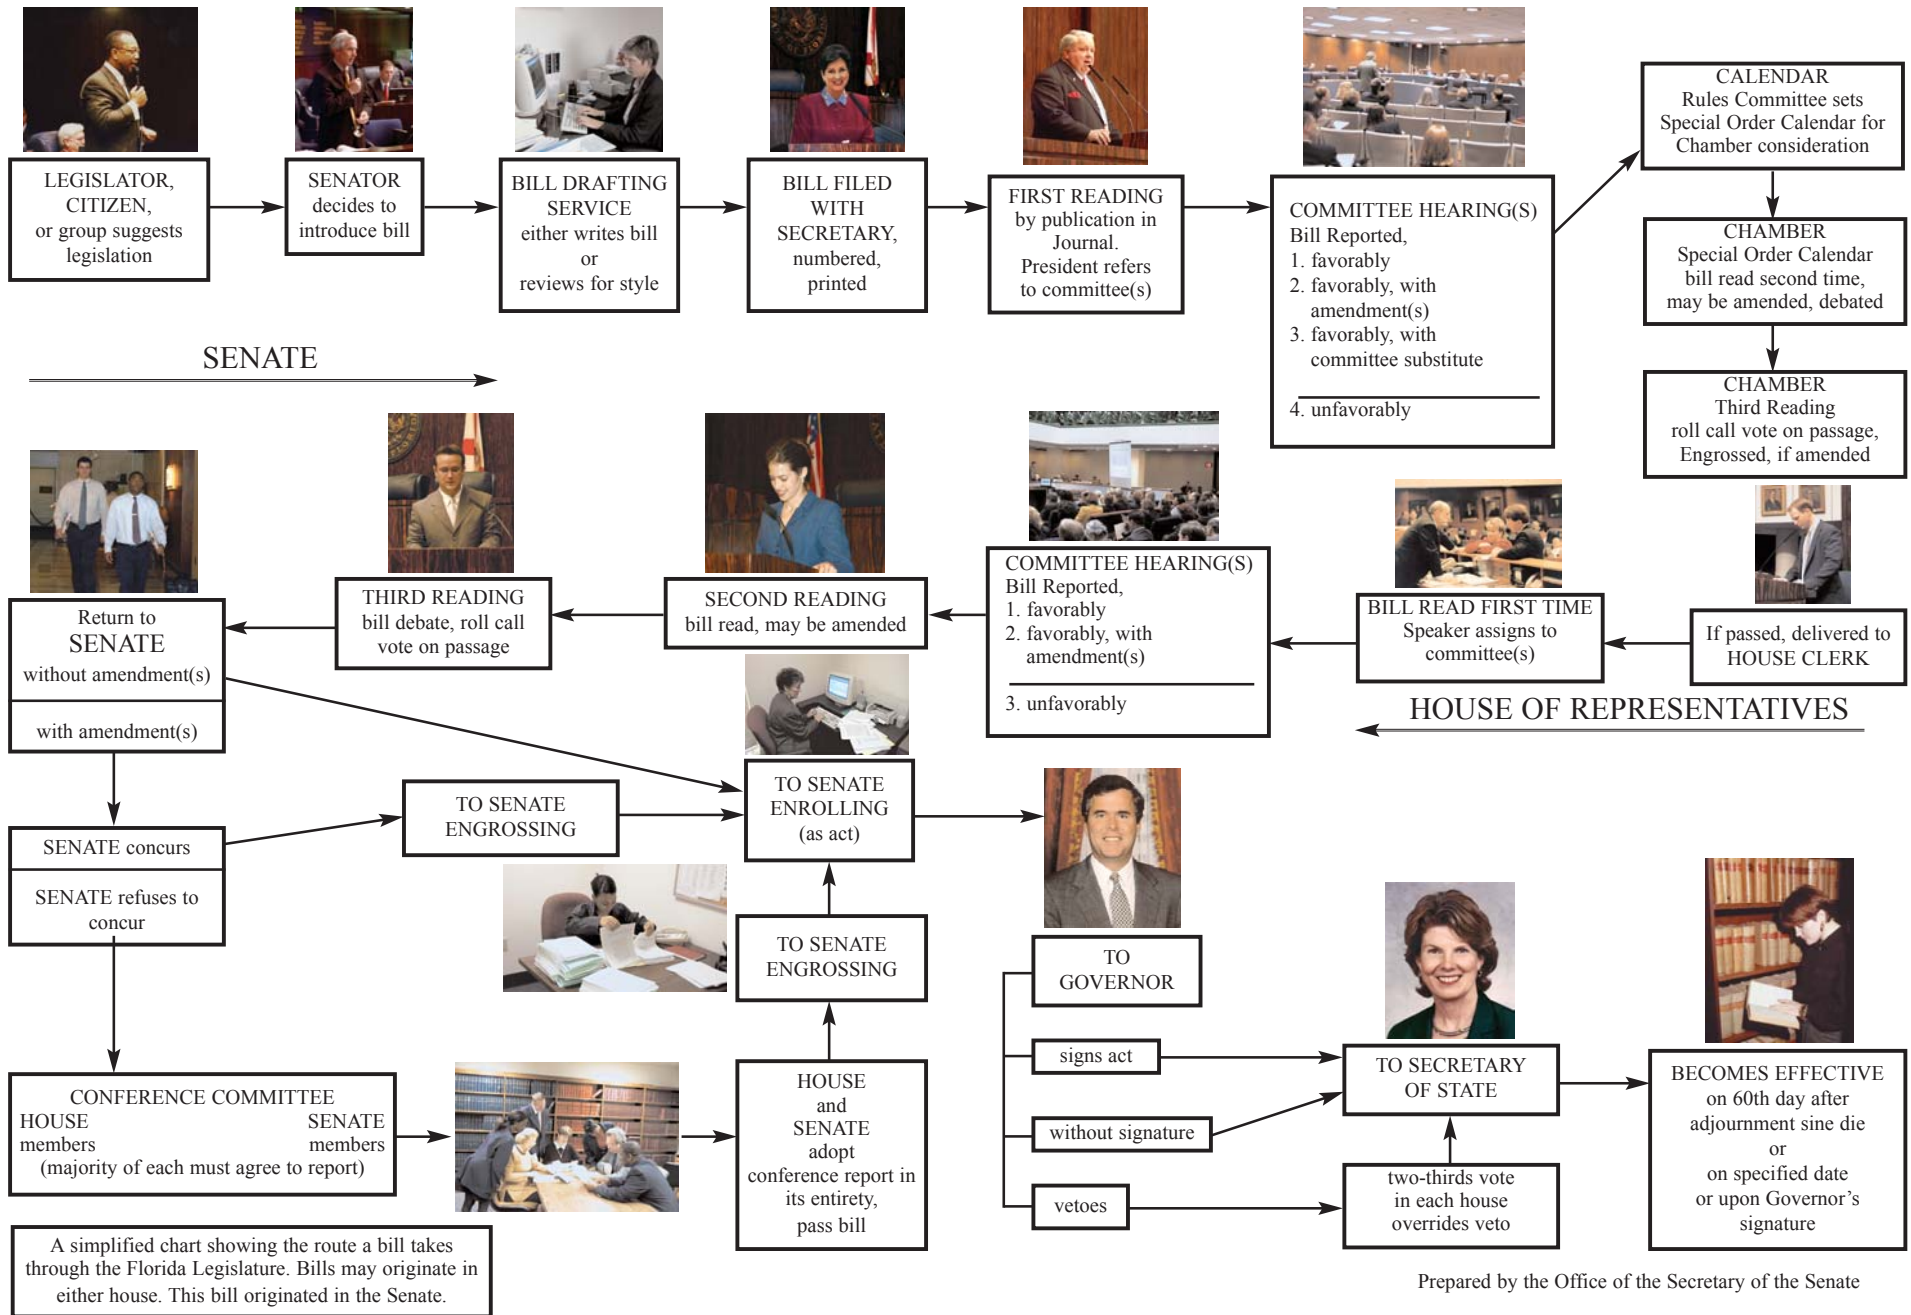 LEGISLATOR,
CITIZEN,
or group suggests
legislation
SENATOR
decides to
introduce bill
BILL DRAFTING
SERVICE
either writes bill
or
reviews for style
BILL FILED
WITH
SECRETARY,
numbered,
printed
FIRST READING
by publication in
Journal.
President refers
to committee(s)
COMMITTEE HEARING(S)
Bill Reported,
1. favorably
2. favorably, with
amendment(s)
3. favorably, with
committee substitute
4. unfavorably
CALENDAR
Rules Committee sets
Special Order Calendar for
Chamber consideration
CHAMBER
Special Order Calendar
bill read second time,
may be amended, debated
CHAMBER
Third Reading
roll call vote on passage,
Engrossed, if amended
SENATE
If passed, delivered to
HOUSE CLERK
BILL READ FIRST TIME
Speaker assigns to
committee(s)
COMMITTEE HEARING(S)
Bill Reported,
1. favorably
2. favorably, with
amendment(s)
3. unfavorably
SECOND READING
bill read, may be amended
THIRD READING
bill debate, roll call
vote on passage
Return to
SENATE
without amendment(s)
with amendment(s)
HOUSE OF REPRESENTATIVES
SENATE concurs
SENATE refuses to
concur
TO SENATE
ENGROSSING
TO SENATE
ENROLLING
(as act)
TO SENATE
ENGROSSING
CONFERENCE COMMITTEE
HOUSE SENATE
members members
(majority of each must agree to report)
HOUSE
and
SENATE
adopt
conference report in
its entirety,
pass bill
TO
GOVERNOR
signs act
without signature
vetoes
TO SECRETARY
OF STATE
two-thirds vote
in each house
overrides veto
BECOMES EFFECTIVE
on 60th day after
adjournment sine die
or
on specified date
or upon Governor’s
signature
A simplified chart showing the route a bill takes
through the Florida Legislature. Bills may originate in
either house. This bill originated in the Senate.
Prepared by the Office of the Secretary of the Senate